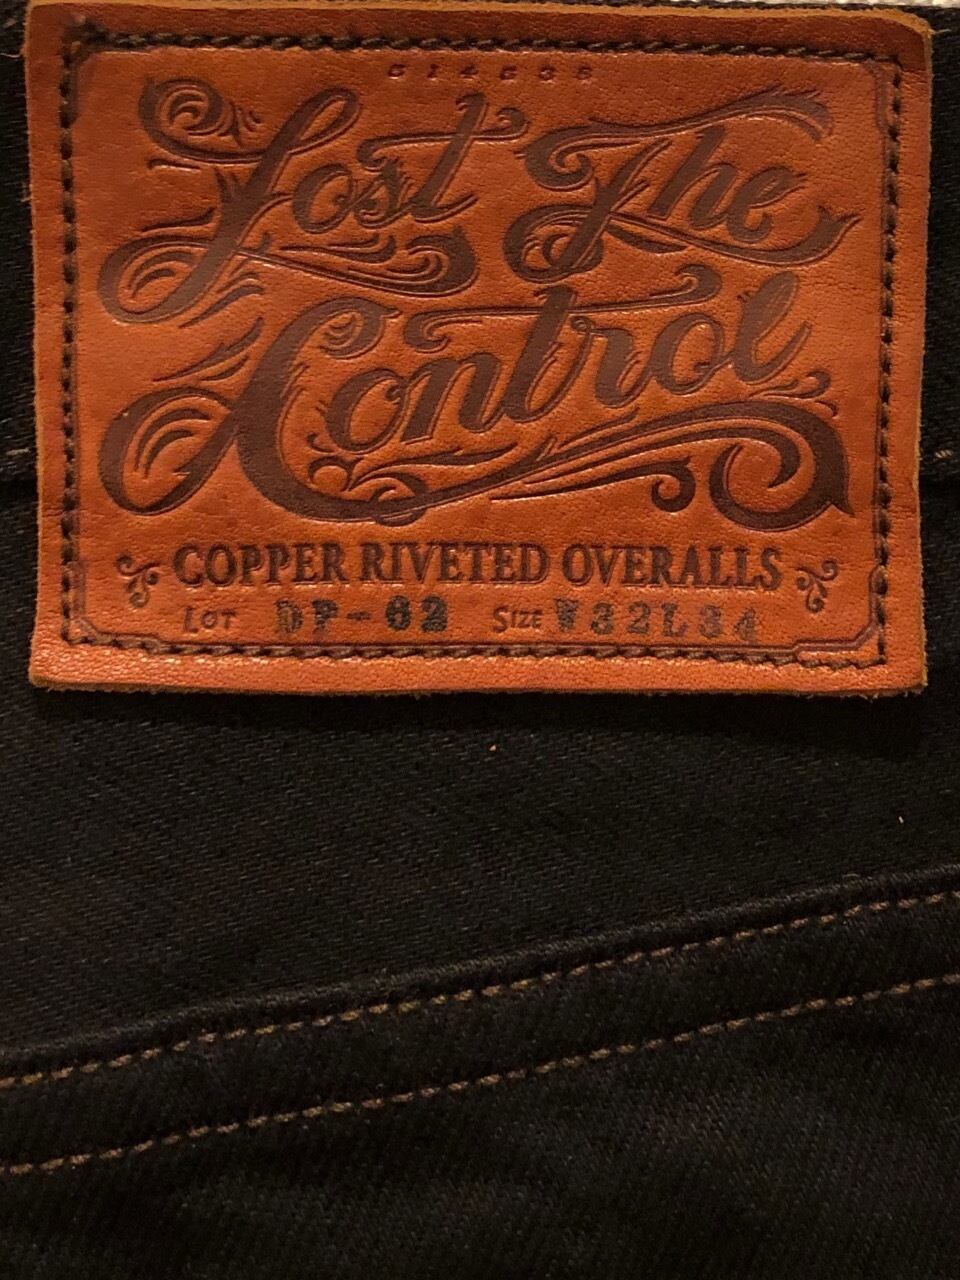 Lost The
Control
COPPER RIVETED OVERALLS
LOT DP-62 SIZE W32L34